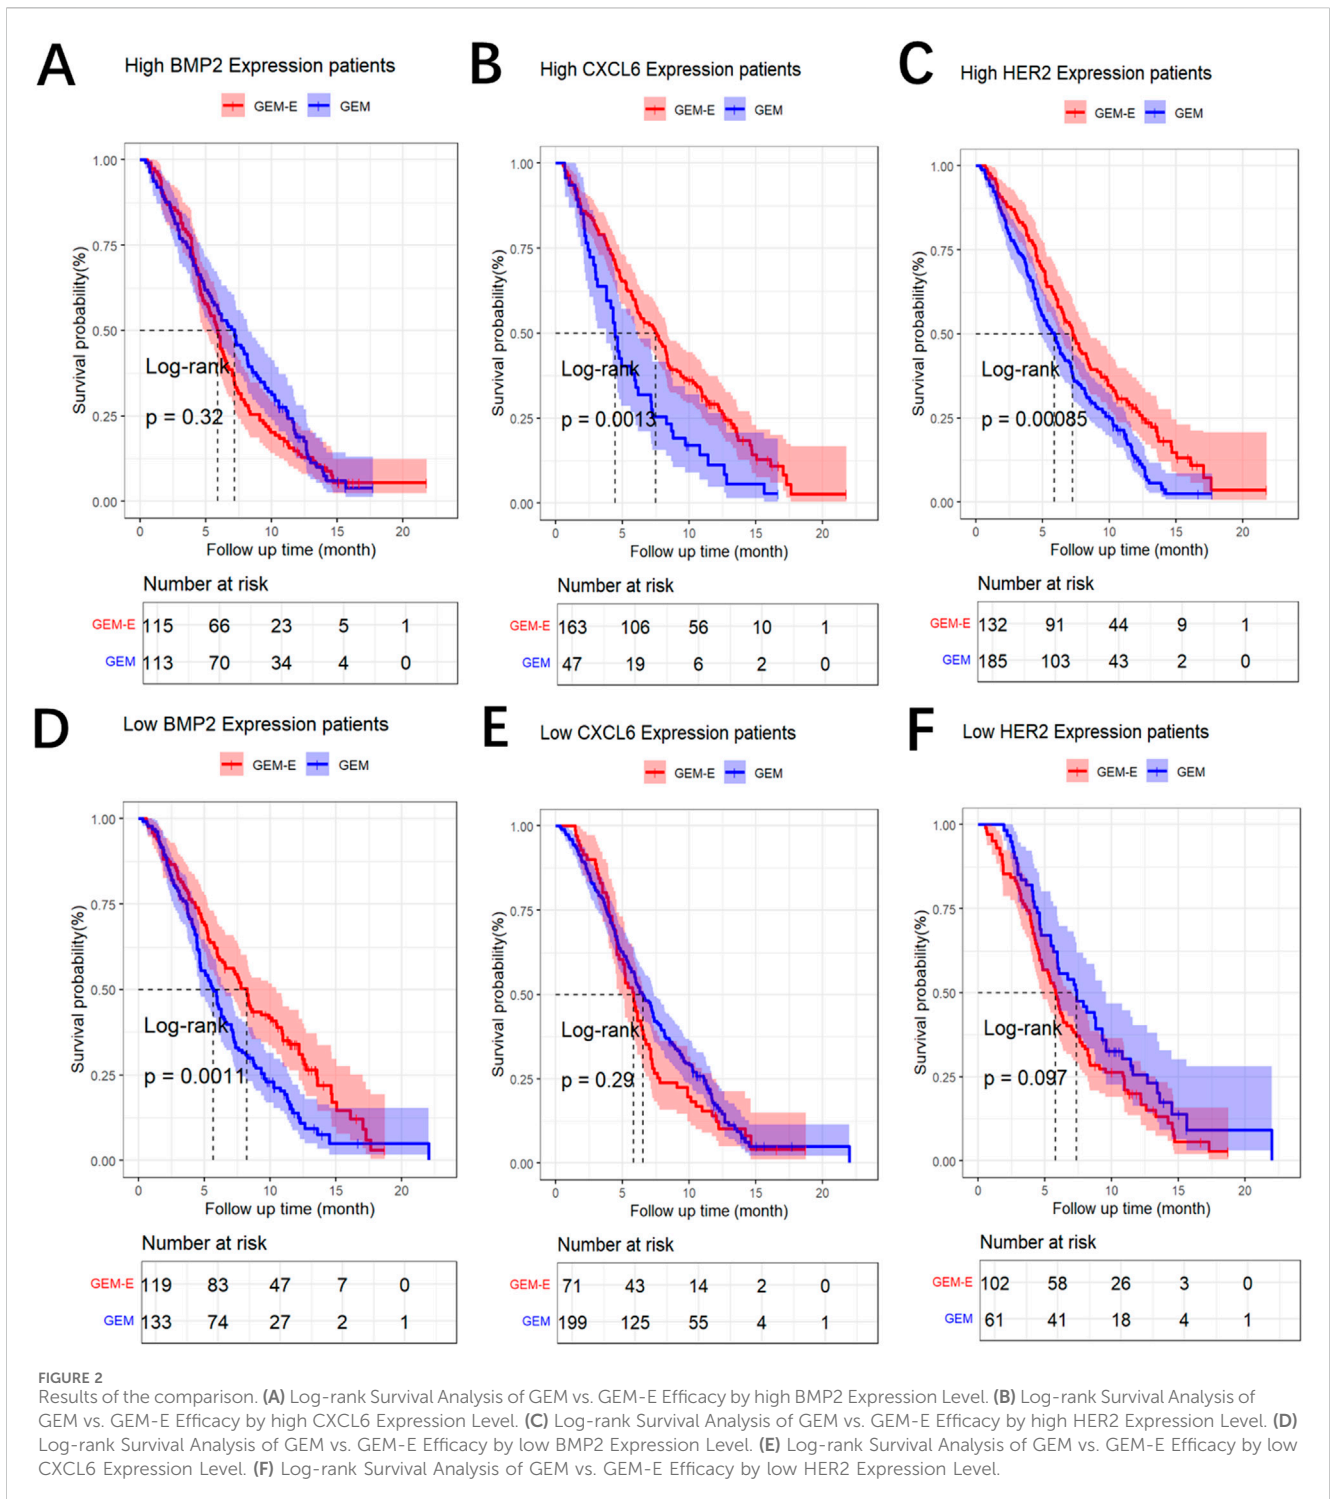 A
High BMP2 Expression patients
GEM-E GEM
Survival probability(%)
1.00
0.75
0.50
0.25
0.00
Log-rank
p = 0.32
0 5 10 15 20
Follow up time (month)
Number at risk
GEM-E 115 66 23 5 1
GEM 113 70 34 4 0
B
High CXCL6 Expression patients
GEM-E GEM
Survival probability(%)
1.00
0.75
0.50
0.25
0.00
Log-rank
p = 0.0013
0 5 10 15 20
Follow up time (month)
Number at risk
GEM-E 163 106 56 10 1
GEM 47 19 6 2 0
C
High HER2 Expression patients
GEM-E GEM
Survival probability(%)
1.00
0.75
0.50
0.25
0.00
Log-rank
p = 0.00085
0 5 10 15 20
Follow up time (month)
Number at risk
GEM-E 132 91 44 9 1
GEM 185 103 43 2 0
D
Low BMP2 Expression patients
GEM-E GEM
Survival probability(%)
1.00
0.75
0.50
0.25
0.00
Log-rank
p = 0.0011
0 5 10 15 20
Follow up time (month)
Number at risk
GEM-E 119 83 47 7 0
GEM 133 74 27 2 1
E
Low CXCL6 Expression patients
GEM-E GEM
Survival probability(%)
1.00
0.75
0.50
0.25
0.00
Log-rank
p = 0.29
0 5 10 15 20
Follow up time (month)
Number at risk
GEM-E 71 43 14 2 0
GEM 199 125 55 4 1
F
Low HER2 Expression patients
GEM-E GEM
Survival probability(%)
1.00
0.75
0.50
0.25
0.00
Log-rank
p = 0.097
0 5 10 15 20
Follow up time (month)
Number at risk
GEM-E 102 58 26 3 0
GEM 61 41 18 4 1
FIGURE 2
Results of the comparison. (A) Log-rank Survival Analysis of GEM vs. GEM-E Efficacy by high BMP2 Expression Level. (B) Log-rank Survival Analysis of
GEM vs. GEM-E Efficacy by high CXCL6 Expression Level. (C) Log-rank Survival Analysis of GEM vs. GEM-E Efficacy by high HER2 Expression Level. (D)
Log-rank Survival Analysis of GEM vs. GEM-E Efficacy by low BMP2 Expression Level. (E) Log-rank Survival Analysis of GEM vs. GEM-E Efficacy by low
CXCL6 Expression Level. (F) Log-rank Survival Analysis of GEM vs. GEM-E Efficacy by low HER2 Expression Level.